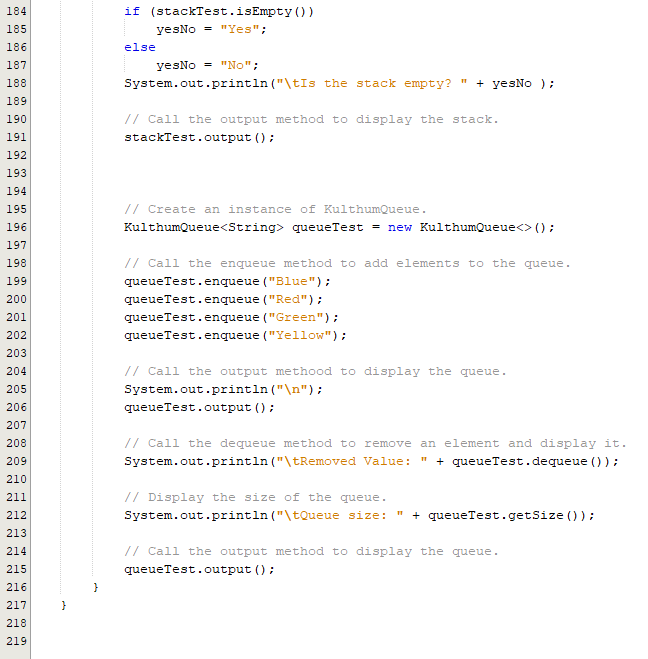 184 if (stackTest.isEmpty())
185 yesNo = "Yes";
186 else
187 yesNo = "No";
188 System.out.println("\tIs the stack empty? " + yesNo );
189
190 // Call the output method to display the stack.
191 stackTest.output();
192
193
194
195 // Create an instance of KulthumQueue.
196 KulthumQueue<String> queueTest = new KulthumQueue<>();
197
198 // Call the enqueue method to add elements to the queue.
199 queueTest.enqueue("Blue");
200 queueTest.enqueue("Red");
201 queueTest.enqueue("Green");
202 queueTest.enqueue("Yellow");
203
204 // Call the output methood to display the queue.
205 System.out.println("\n");
206 queueTest.output();
207
208 // Call the dequeue method to remove an element and display it.
209 System.out.println("\tRemoved Value: " + queueTest.dequeue());
210
211 // Display the size of the queue.
212 System.out.println("\tQueue size: " + queueTest.getSize());
213
214 // Call the output method to display the queue.
215 queueTest.output();
216 }
217 }
218
219